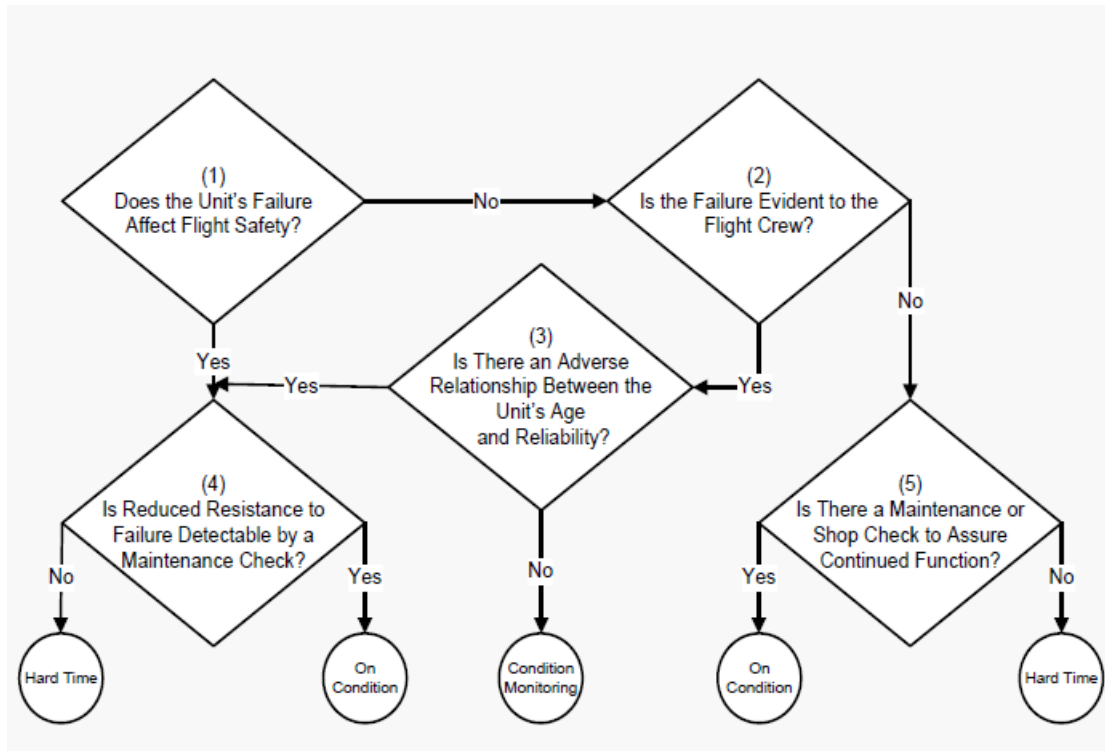 (1)
Does the Unit's Failure
Affect Flight Safety?
No
(2)
Is the Failure Evident to the
Flight Crew?
No
Yes
(3)
Is There an Adverse
Relationship Between the
Unit's Age
and Reliability?
Yes
Yes
(4)
Is Reduced Resistance to
Failure Detectable by a
Maintenance Check?
(5)
Is There a Maintenance or
Shop Check to Assure
Continued Function?
No
Yes
No
Yes
No
Hard Time
On
Condition
Condition
Monitoring
On
Condition
Hard Time